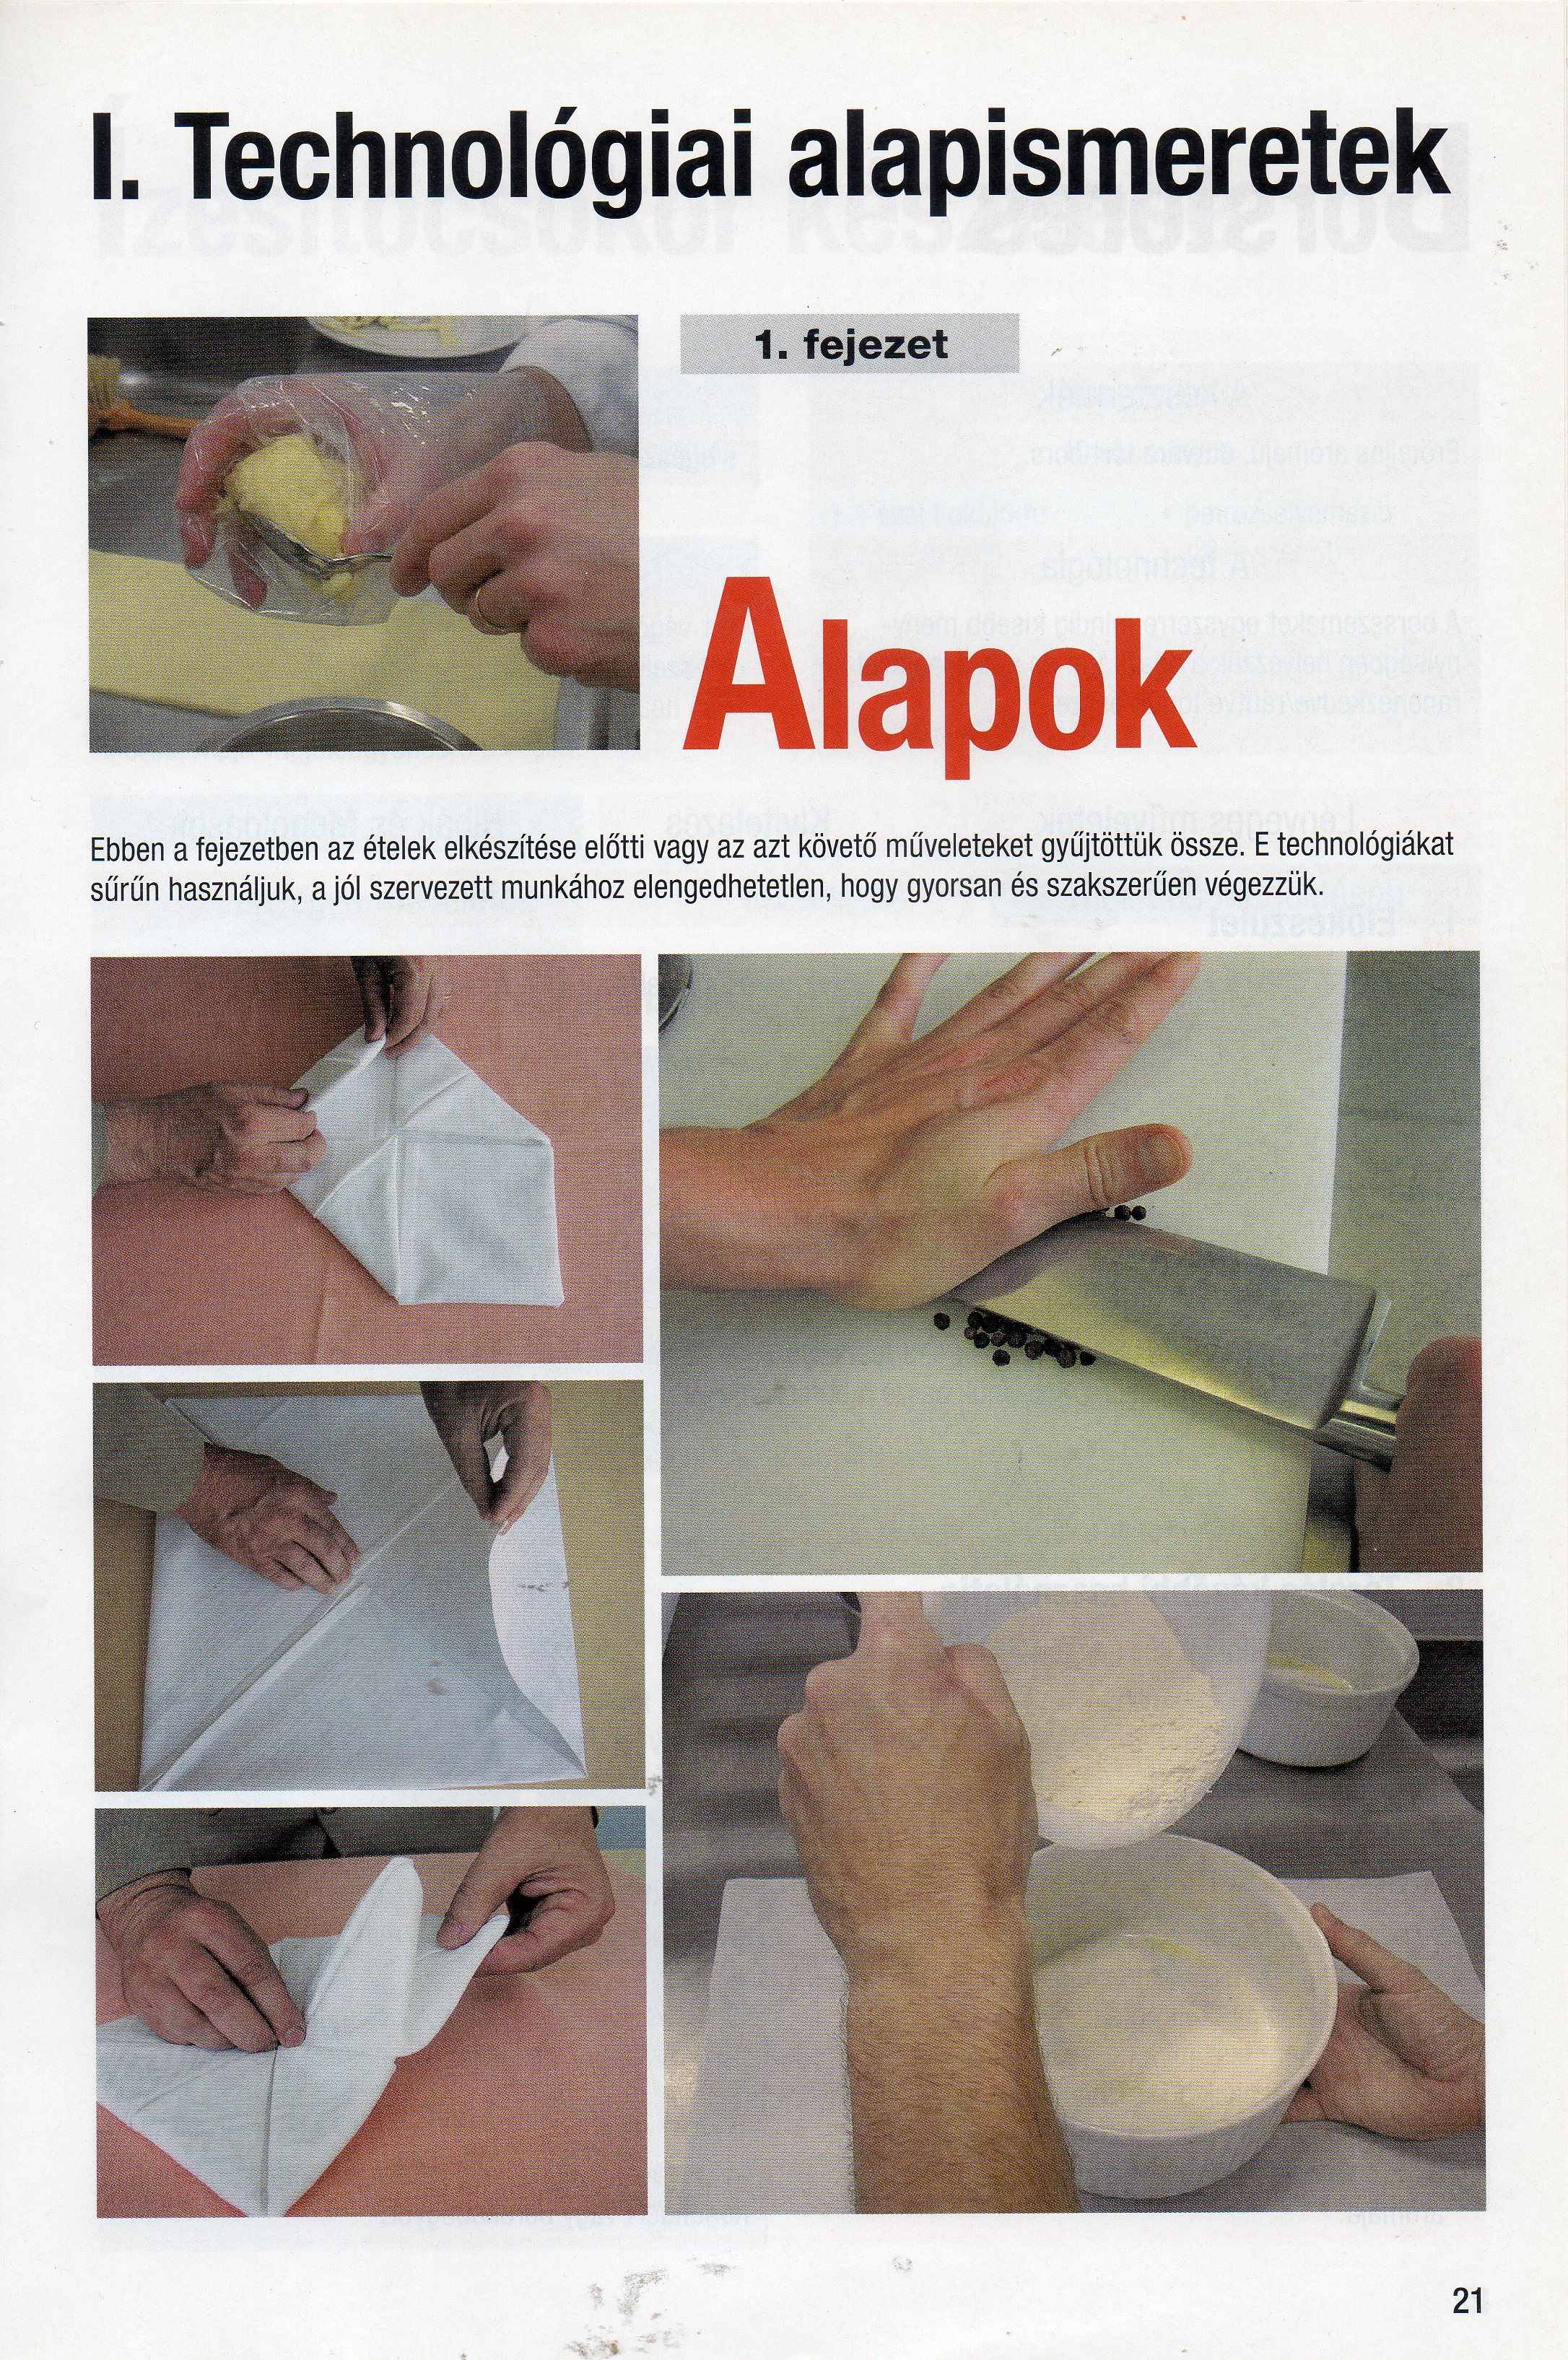 I. Technológiai alapismeretek
1. fejezet
Alapok
Ebben a fejezetben az ételek elkészítése előtti vagy az azt követő műveleteket gyűjtöttük össze. E technológiákat
sűrűn használjuk, a jól szervezett munkához elengedhetetlen, hogy gyorsan és szakszerűen végezzük.
21